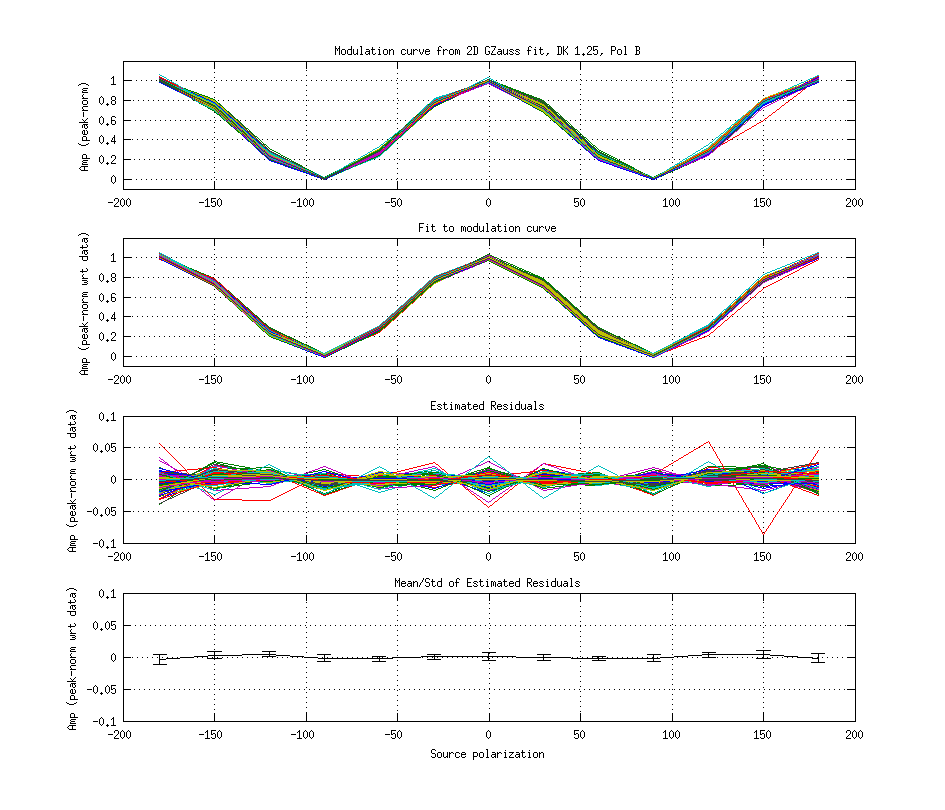 Modulation curve from 2D GZauss fit, DK 1.25, Pol B
Amp (peak-norm)
1
0.8
0.6
0.4
0.2
0
-200 -150 -100 -50 0 50 100 150 200
Fit to modulation curve
Amp (peak-norm wrt data)
1
0.8
0.6
0.4
0.2
0
-200 -150 -100 -50 0 50 100 150 200
Estimated Residuals
Amp (peak-norm wrt data)
0.1
0.05
0
-0.05
-0.1
-200 -150 -100 -50 0 50 100 150 200
Mean/Std of Estimated Residuals
Amp (peak-norm wrt data)
0.1
0.05
0
-0.05
-0.1
-200 -150 -100 -50 0 50 100 150 200
Source polarization